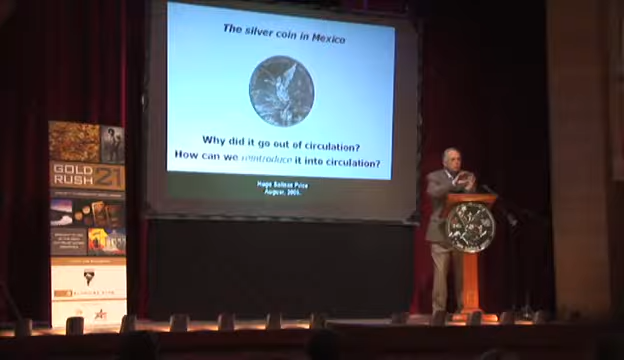 The silver coin in Mexico
Why did it go out of circulation?
How can we reintroduce it into circulation?
Hugo Salinas Price
August, 2005.
GOLD
RUSH 21